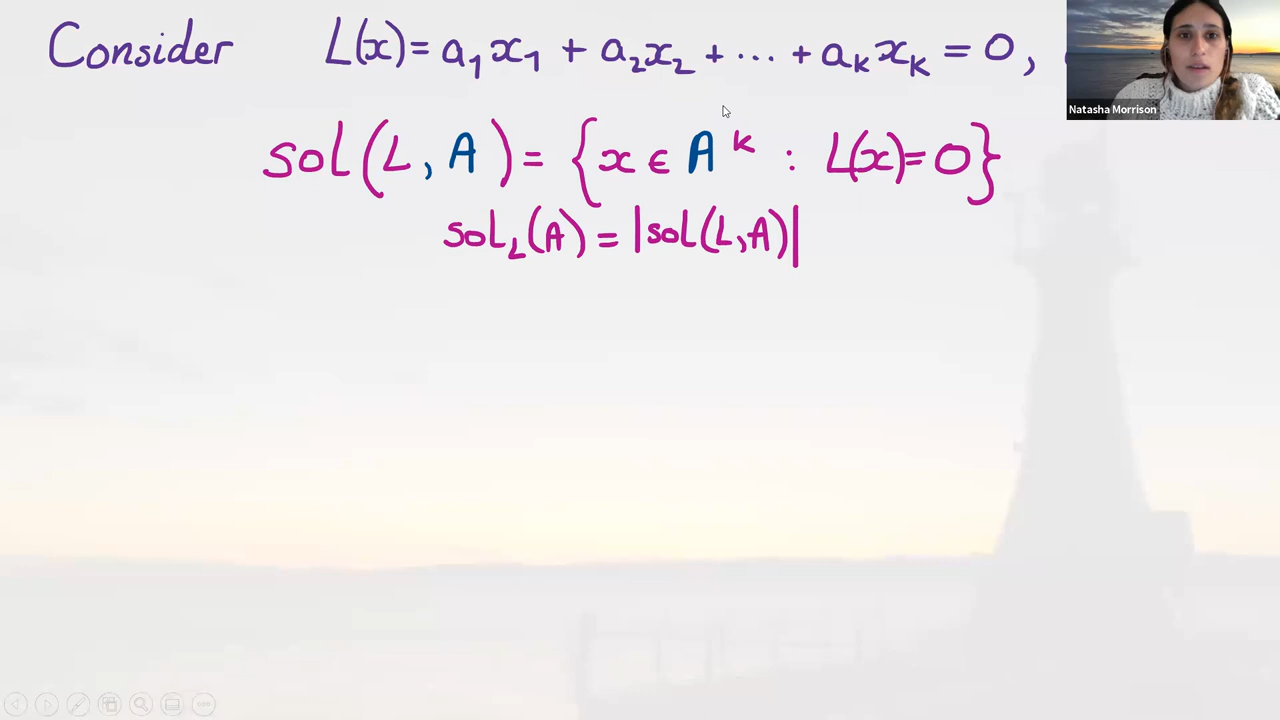 Consider L(x) = a₁x₁ + a₂x₂ + ... + aₖxₖ = 0,
Natasha Morrison
sol(L, A) = {x ∈ Aᵏ : L(x) = 0}
sol_L(A) = |sol(L, A)|